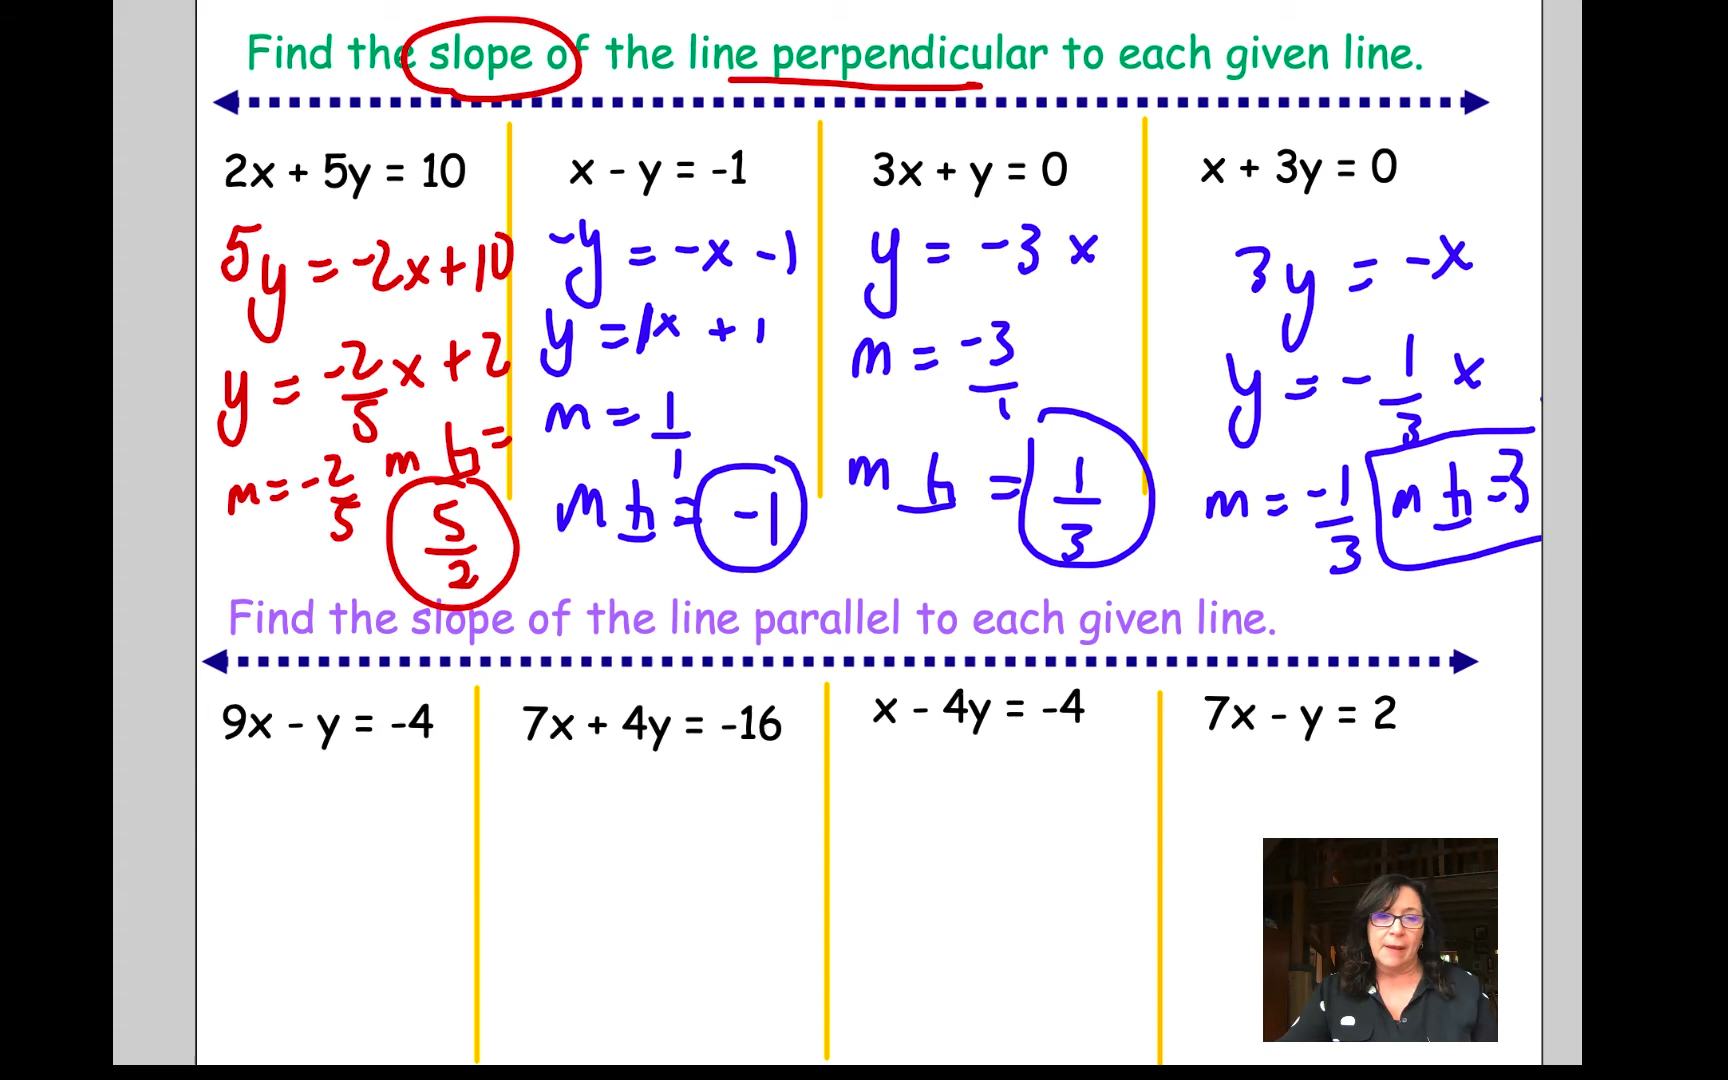 Find the slope of the line perpendicular to each given line.
2x + 5y = 10
5y = -2x + 10
y = -2/5 x + 2
m = -2/5
m ⊥ =
5/2
x - y = -1
-y = -x - 1
y = 1x + 1
m = 1/1
m ⊥ = -1
3x + y = 0
y = -3x
m = -3/1
m ⊥ = 1/3
x + 3y = 0
3y = -x
y = -1/3 x
m = -1/3
m ⊥ = 3
Find the slope of the line parallel to each given line.
9x - y = -4
7x + 4y = -16
x - 4y = -4
7x - y = 2